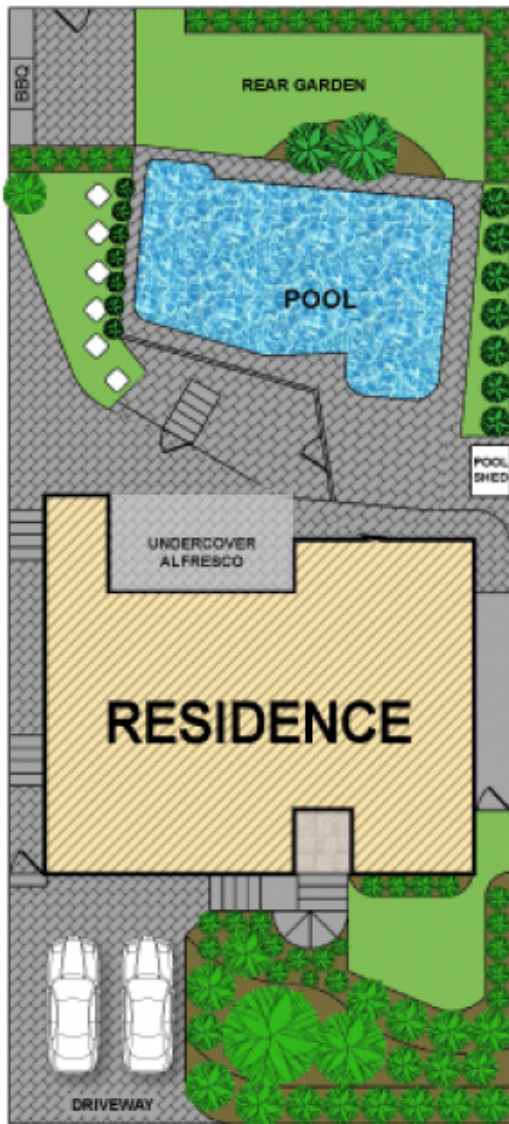 BBQ
REAR GARDEN
POOL
POOL
SHED
UNDERCOVER
ALFRESCO
RESIDENCE
DRIVEWAY